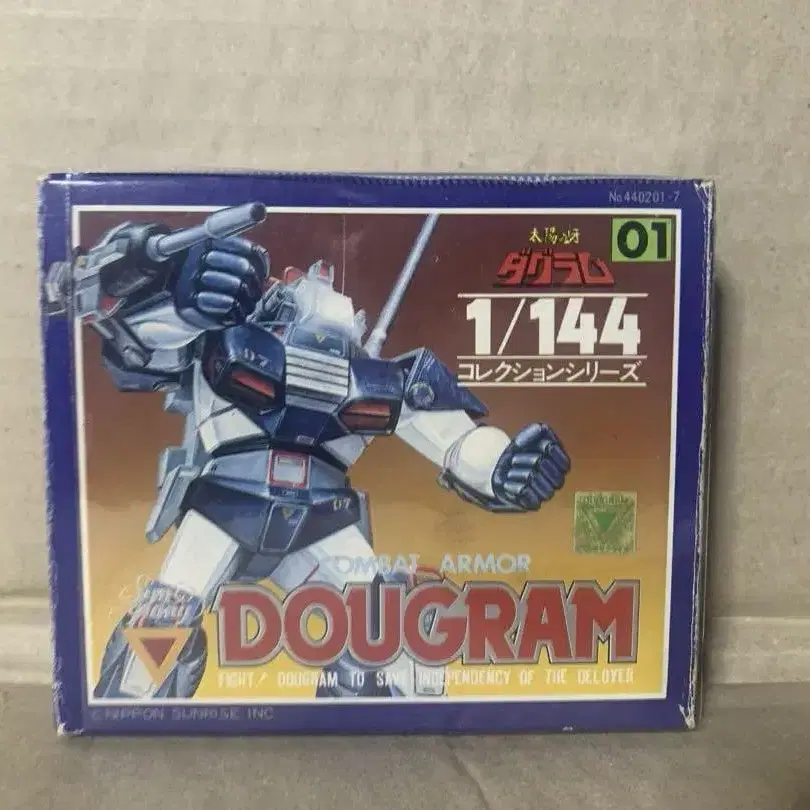 No.440201-7
太陽の牙
ダグラム
01
1/144
コレクションシリーズ
07
07
COMBAT ARMOR
DOUGRAM
FIGHT! DOUGRAM TO SAVE INDEPENDENCY OF THE DELOYER
©NIPPON SUNRISE INC